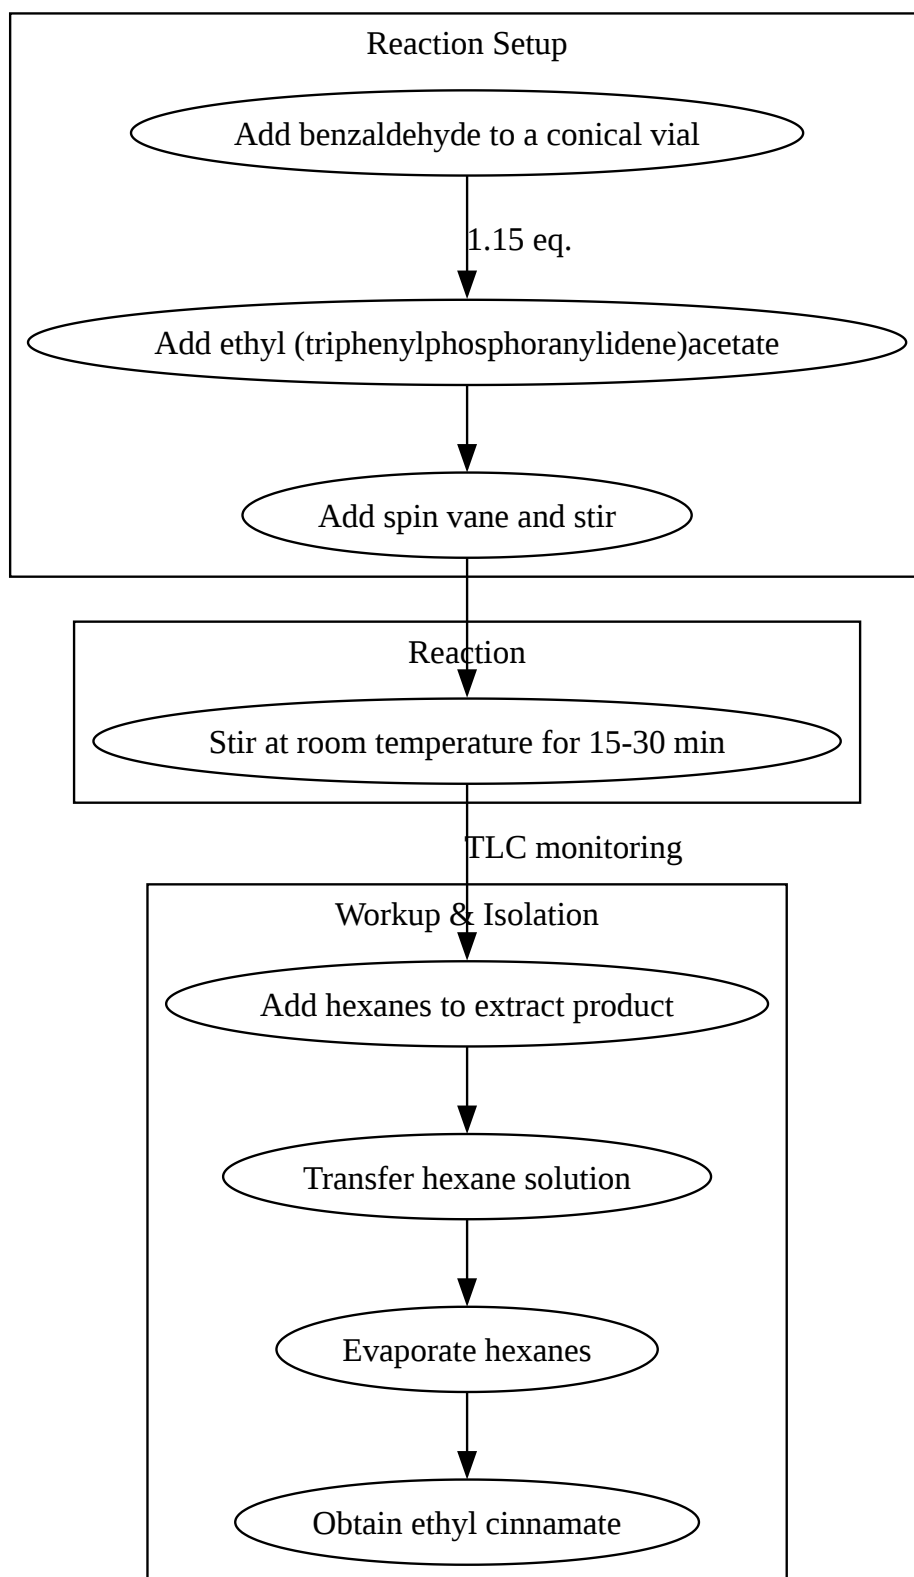 Reaction Setup
Add benzaldehyde to a conical vial
1.15 eq.
Add ethyl (triphenylphosphoranylidene)acetate
Add spin vane and stir
Reaction
Stir at room temperature for 15-30 min
TLC monitoring
Workup & Isolation
Add hexanes to extract product
Transfer hexane solution
Evaporate hexanes
Obtain ethyl cinnamate